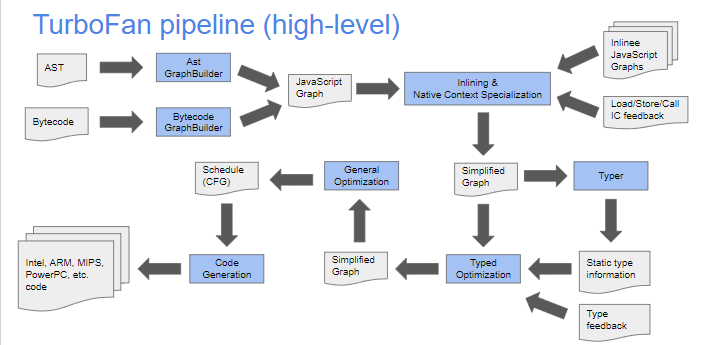 TurboFan pipeline (high-level)
AST
Ast
GraphBuilder
Bytecode
Bytecode
GraphBuilder
JavaScript
Graph
Inlining &
Native Context Specialization
Inlinee
JavaScript
Graphs
Load/Store/Call
IC feedback
Schedule
(CFG)
General
Optimization
Simplified
Graph
Typer
Intel, ARM, MIPS,
PowerPC, etc.
code
Code
Generation
Simplified
Graph
Typed
Optimization
Static type
information
Type
feedback